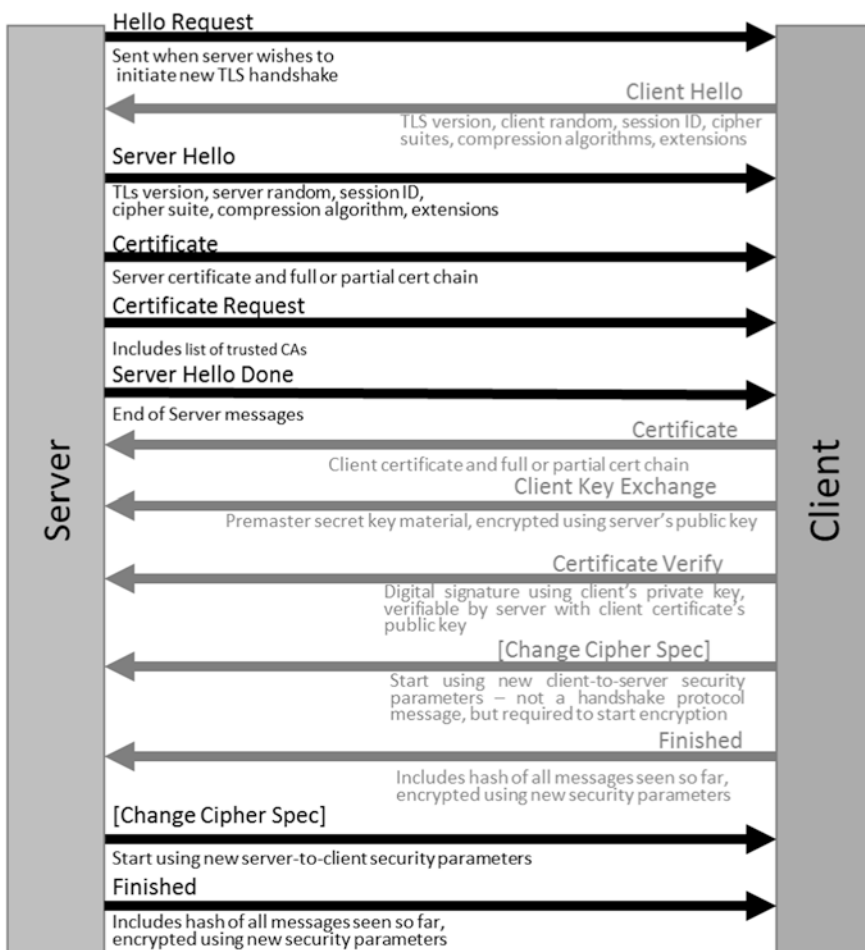 Hello Request
Sent when server wishes to
initiate new TLS handshake
Client Hello
TLS version, client random, session ID, cipher
suites, compression algorithms, extensions
Server Hello
TLs version, server random, session ID,
cipher suite, compression algorithm, extensions
Certificate
Server certificate and full or partial cert chain
Certificate Request
Includes list of trusted CAs
Server Hello Done
End of Server messages
Certificate
Client certificate and full or partial cert chain
Client Key Exchange
Premaster secret key material, encrypted using server's public key
Certificate Verify
Digital signature using client's private key,
verifiable by server with client certificate's
public key
[Change Cipher Spec]
Start using new client-to-server security
parameters – not a handshake protocol
message, but required to start encryption
Finished
Includes hash of all messages seen so far,
encrypted using new security parameters
[Change Cipher Spec]
Start using new server-to-client security parameters
Finished
Includes hash of all messages seen so far,
encrypted using new security parameters
Server
Client